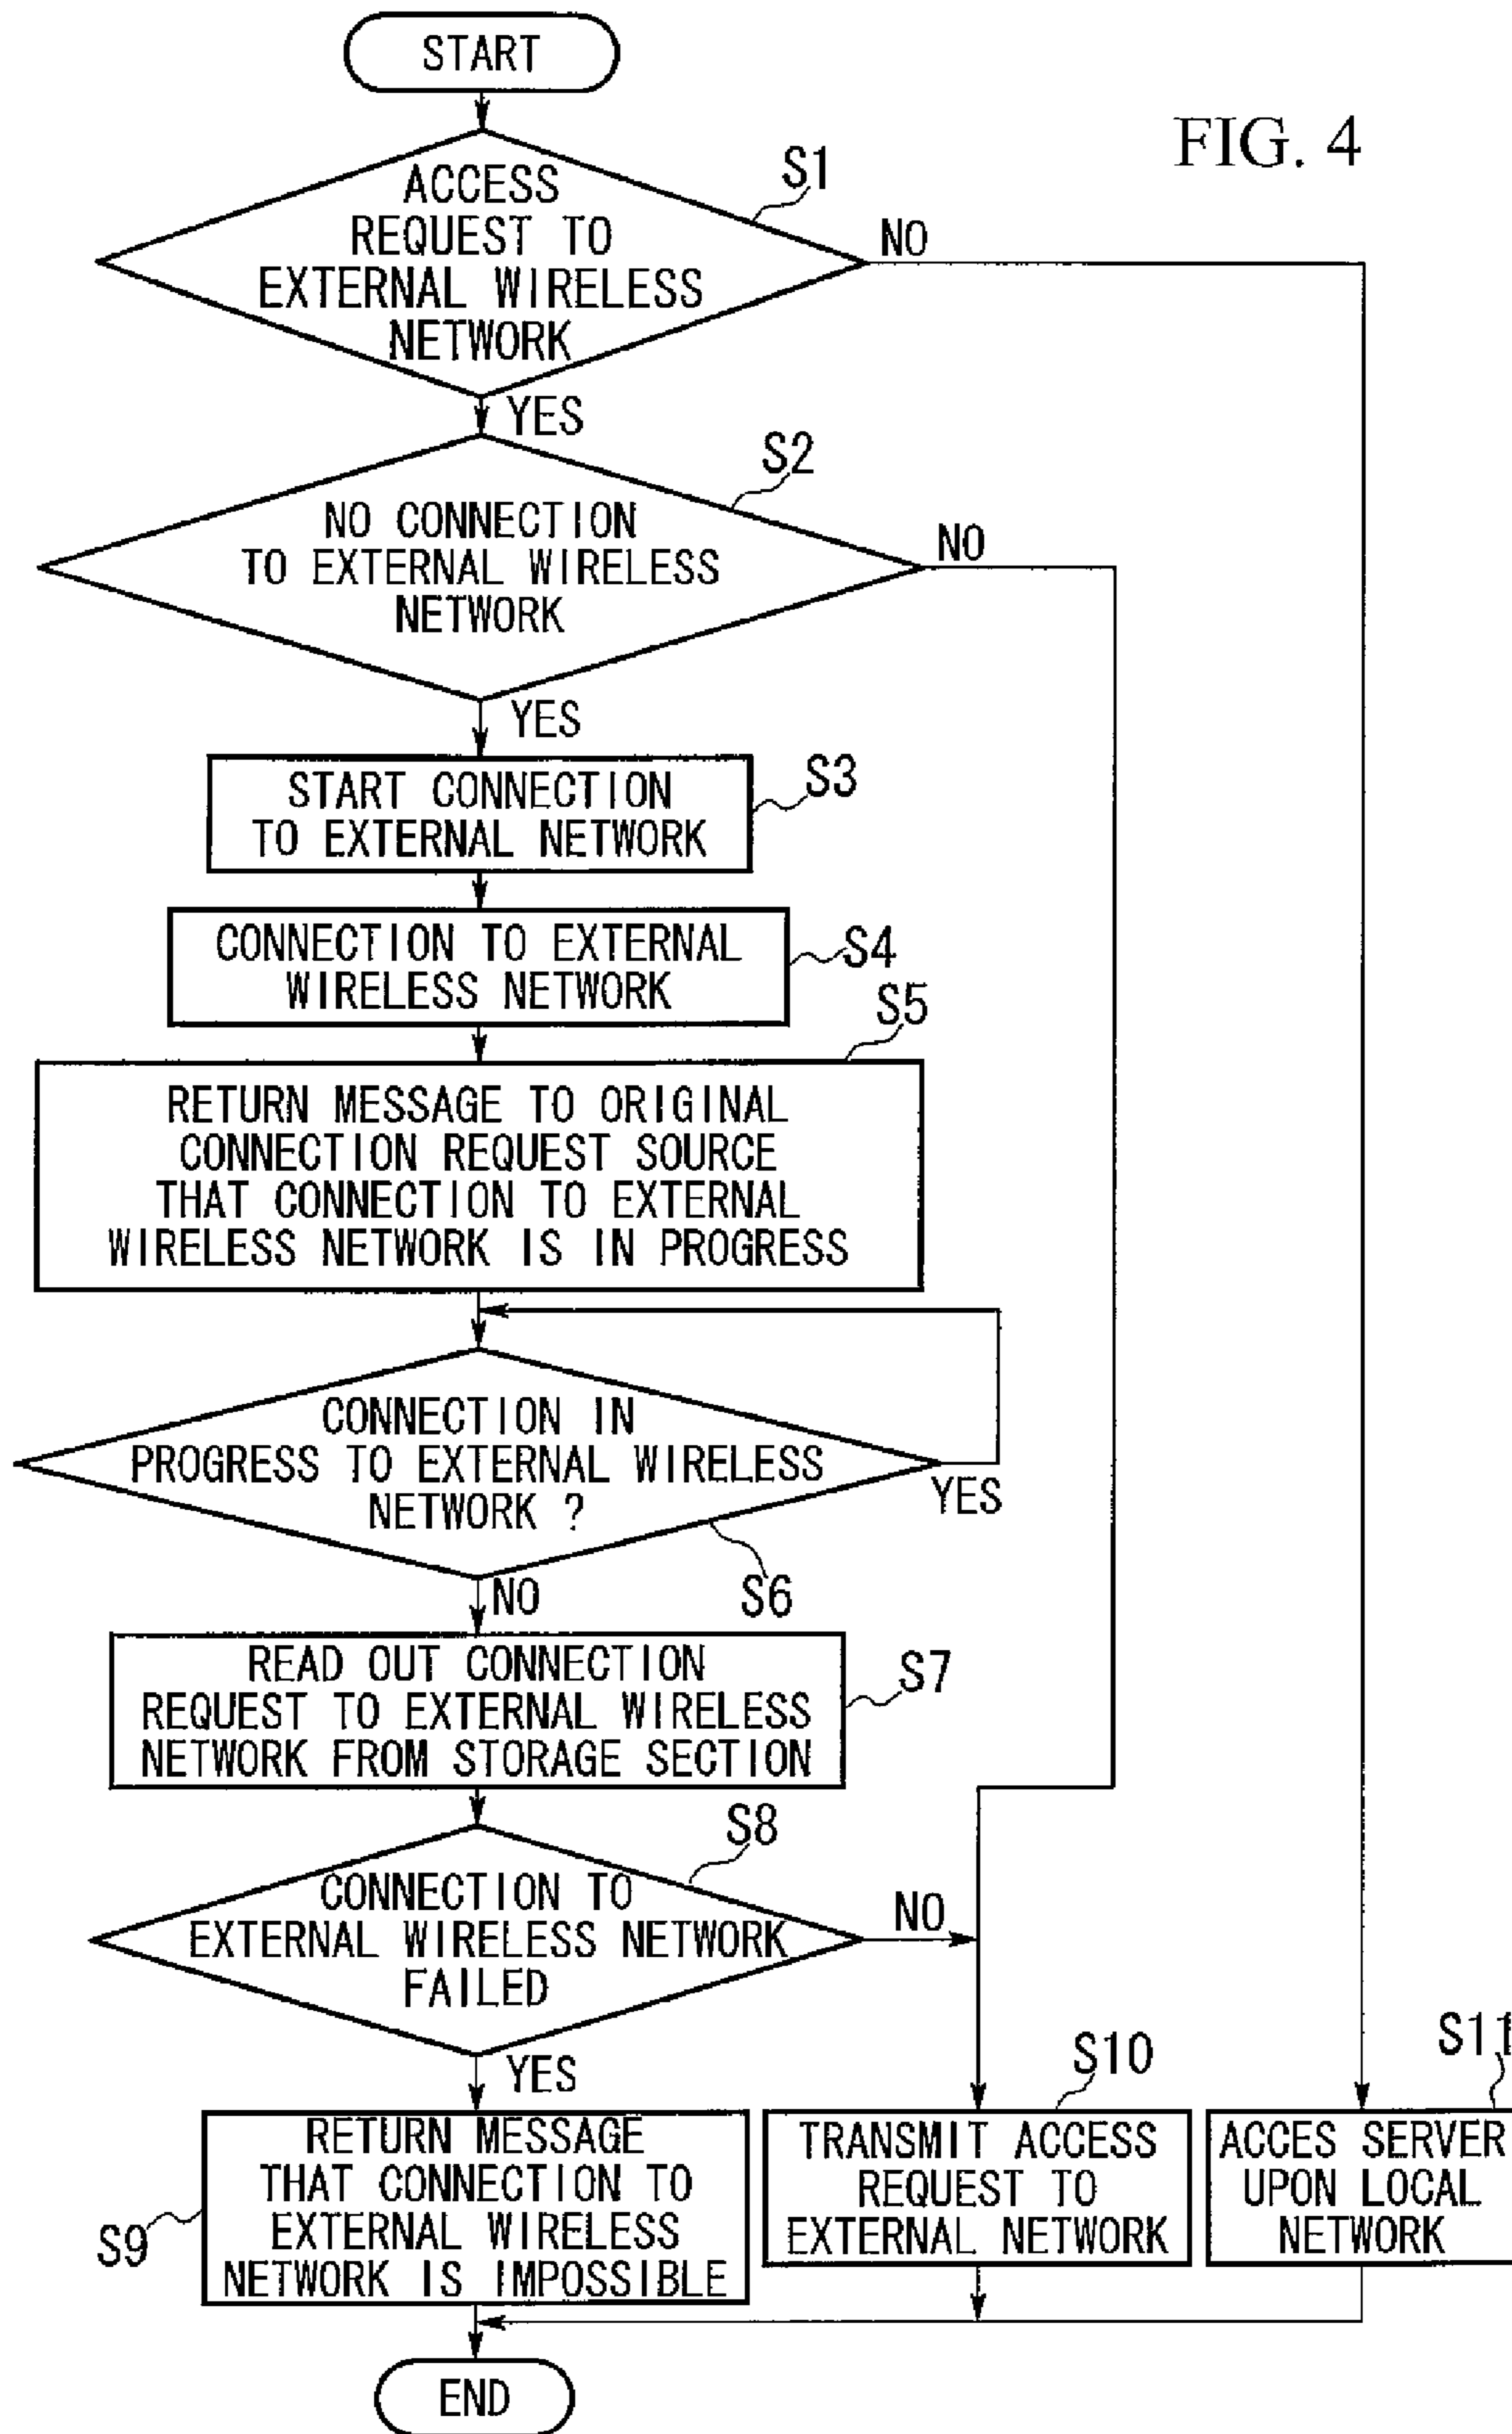 START
FIG. 4
S1
ACCESS
REQUEST TO
EXTERNAL WIRELESS
NETWORK
NO
YES
S2
NO CONNECTION
TO EXTERNAL WIRELESS
NETWORK
NO
YES
S3
START CONNECTION
TO EXTERNAL NETWORK
CONNECTION TO EXTERNAL
WIRELESS NETWORK
S4
S5
RETURN MESSAGE TO ORIGINAL
CONNECTION REQUEST SOURCE
THAT CONNECTION TO EXTERNAL
WIRELESS NETWORK IS IN PROGRESS
CONNECTION IN
PROGRESS TO EXTERNAL WIRELESS
NETWORK ?
YES
S6
NO
READ OUT CONNECTION
REQUEST TO EXTERNAL WIRELESS
NETWORK FROM STORAGE SECTION
S7
S8
CONNECTION TO
EXTERNAL WIRELESS NETWORK
FAILED
NO
YES
RETURN MESSAGE
THAT CONNECTION TO
EXTERNAL WIRELESS
NETWORK IS IMPOSSIBLE
S9
S10
TRANSMIT ACCESS
REQUEST TO
EXTERNAL NETWORK
S11
ACCES SERVER
UPON LOCAL
NETWORK
END